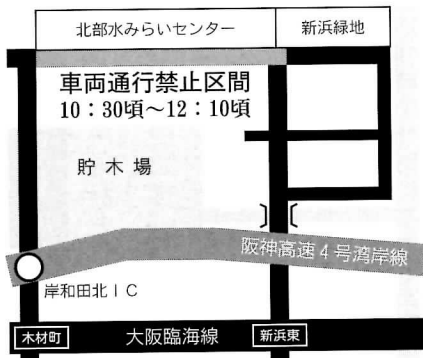 北部水みらいセンター
新浜緑地
車両通行禁止区間
10：30頃～12：10頃
貯木場
阪神高速4号湾岸線
岸和田北IC
木材町
大阪臨海線
新浜東